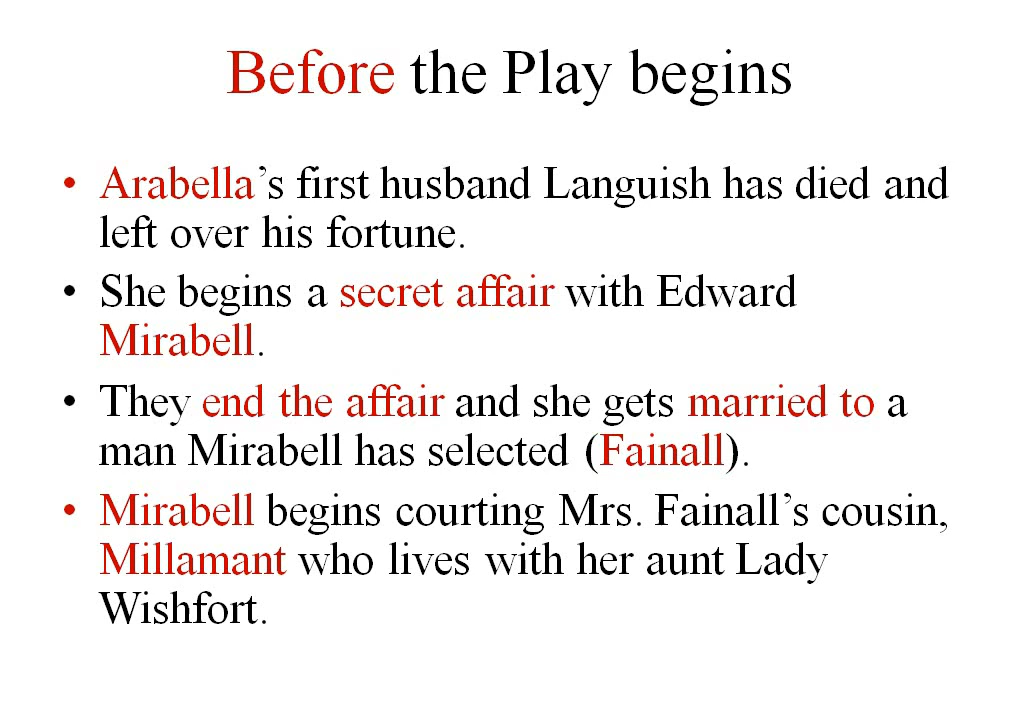 Before the Play begins
• Arabella’s first husband Languish has died and
left over his fortune.
• She begins a secret affair with Edward
Mirabell.
• They end the affair and she gets married to a
man Mirabell has selected (Fainall).
• Mirabell begins courting Mrs. Fainall’s cousin,
Millamant who lives with her aunt Lady
Wishfort.